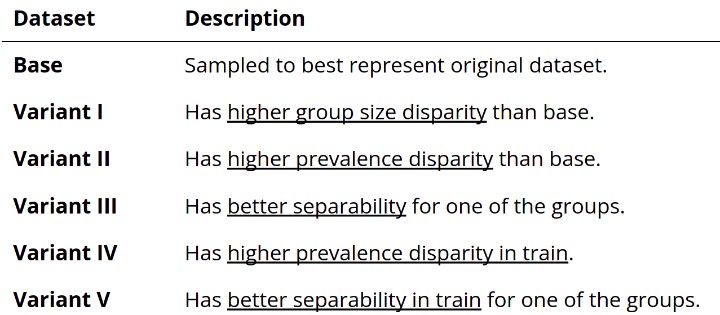 Dataset Description
Base Sampled to best represent original dataset.
Variant I Has higher group size disparity than base.
Variant II Has higher prevalence disparity than base.
Variant III Has better separability for one of the groups.
Variant IV Has higher prevalence disparity in train.
Variant V Has better separability in train for one of the groups.